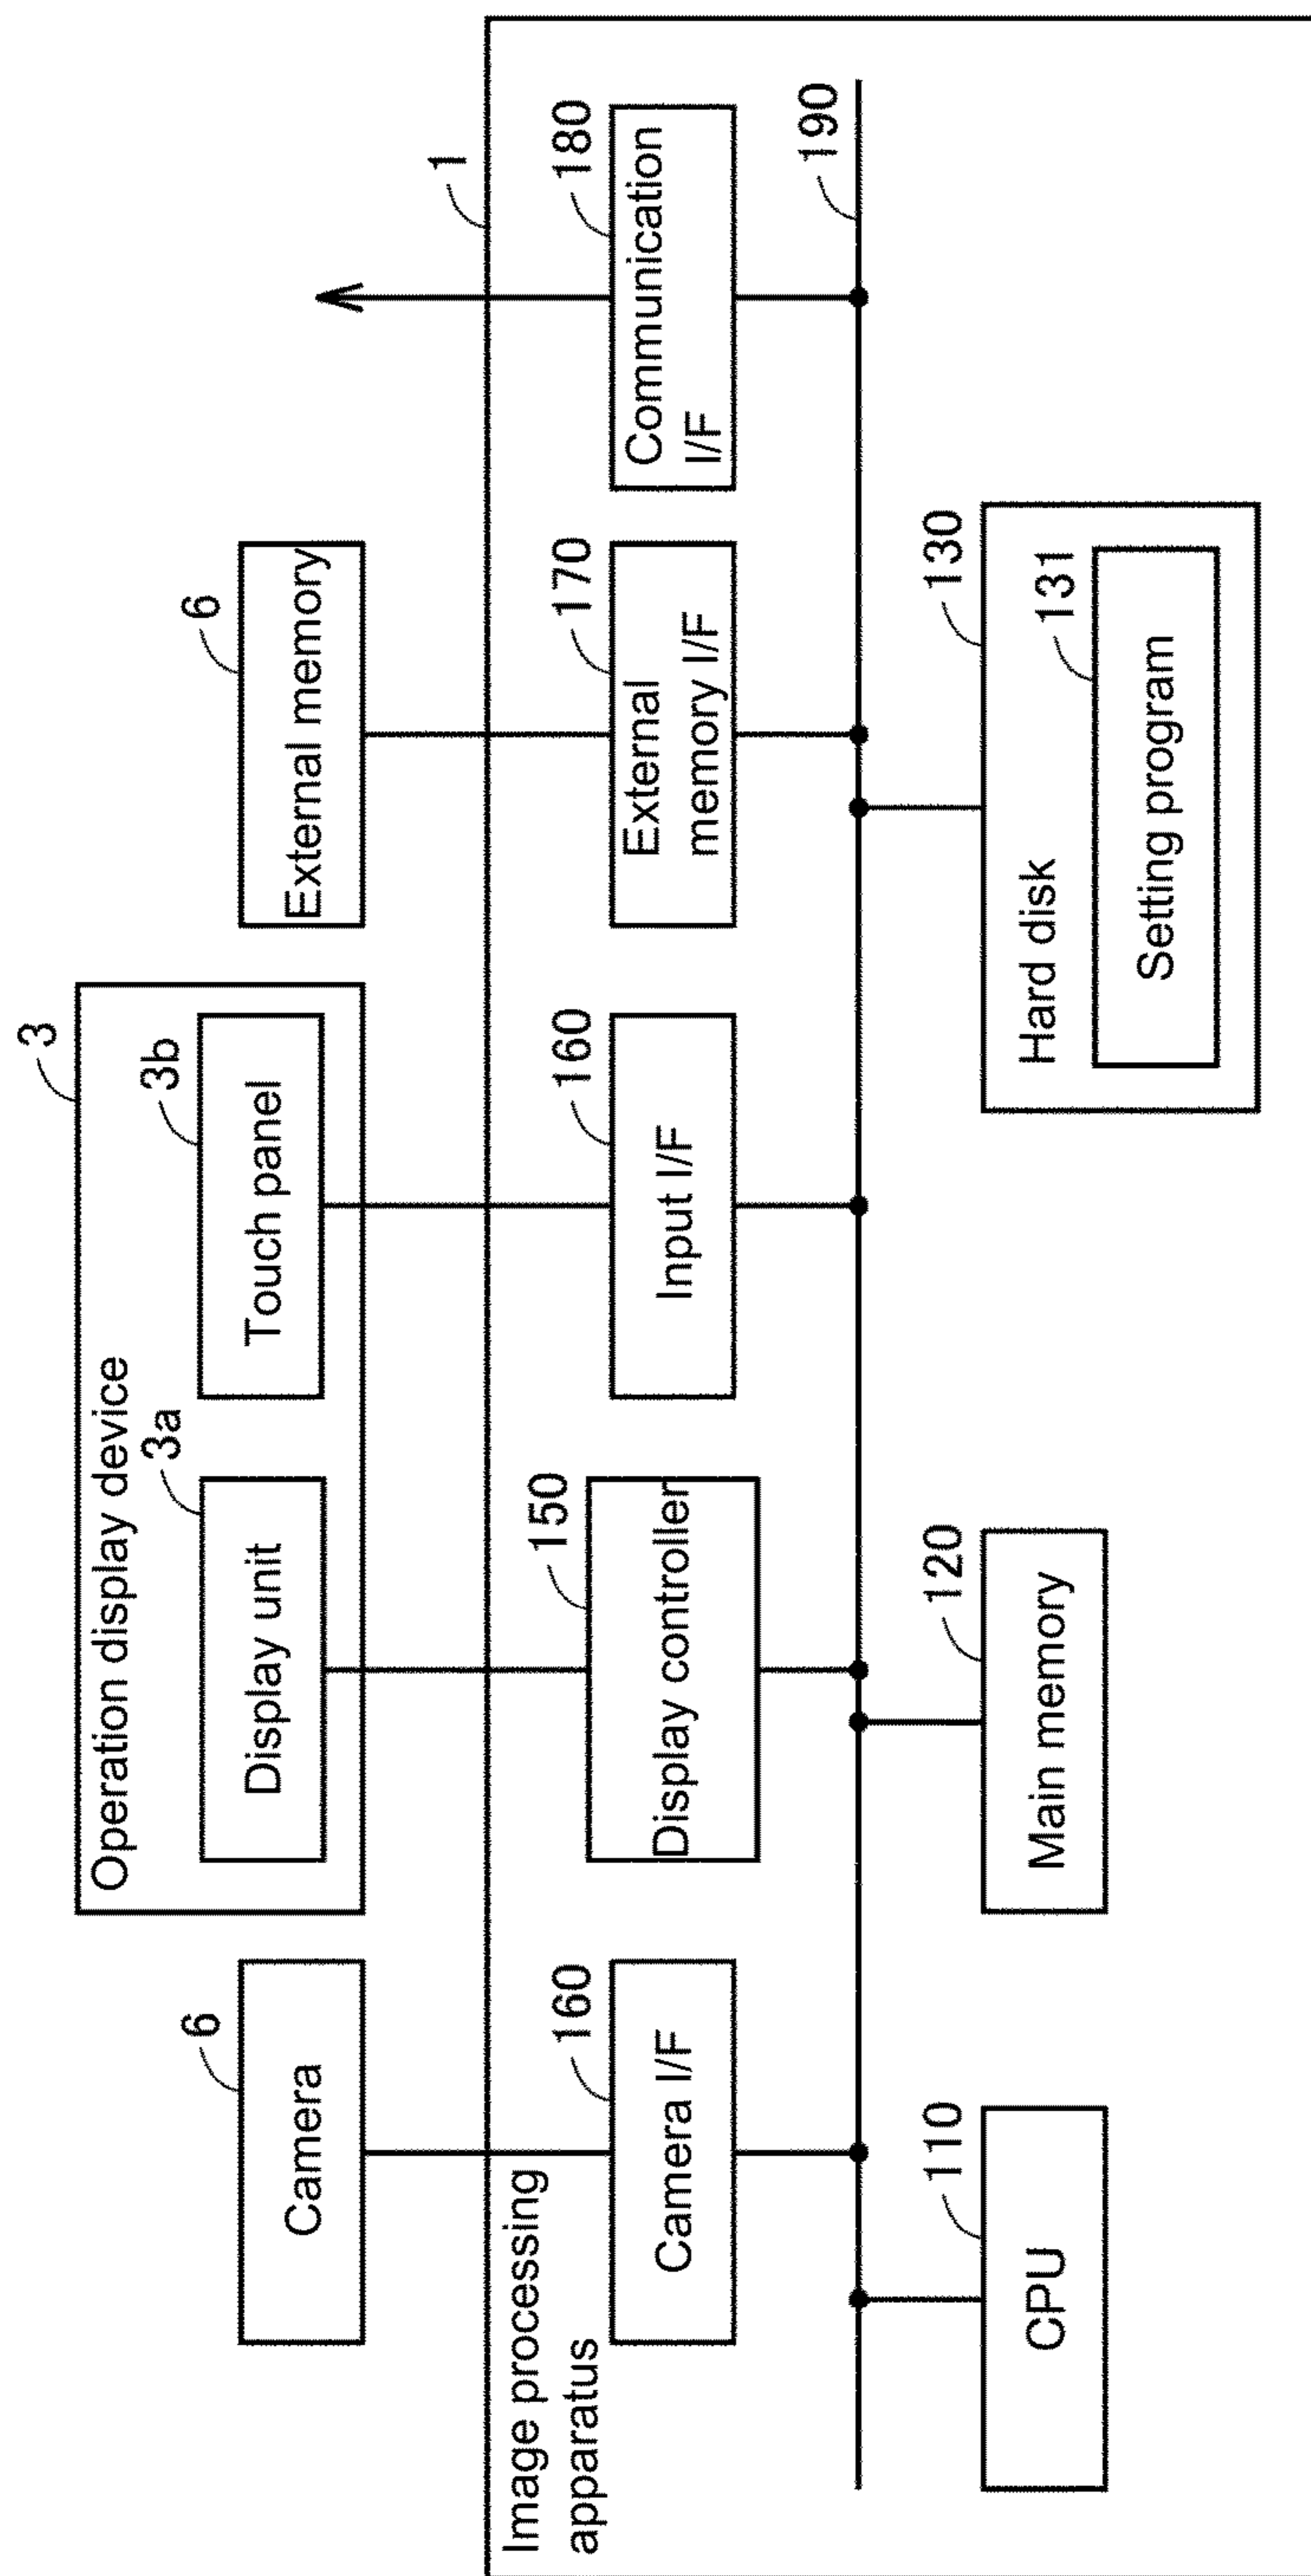 3
Operation display device
6
3a
3b
6
Camera
Display unit
Touch panel
External memory
1
Image processing
apparatus
160
150
160
170
180
Camera I/F
Display controller
Input I/F
External
memory I/F
Communication
I/F
190
110
120
130
CPU
Main memory
Hard disk
131
Setting program